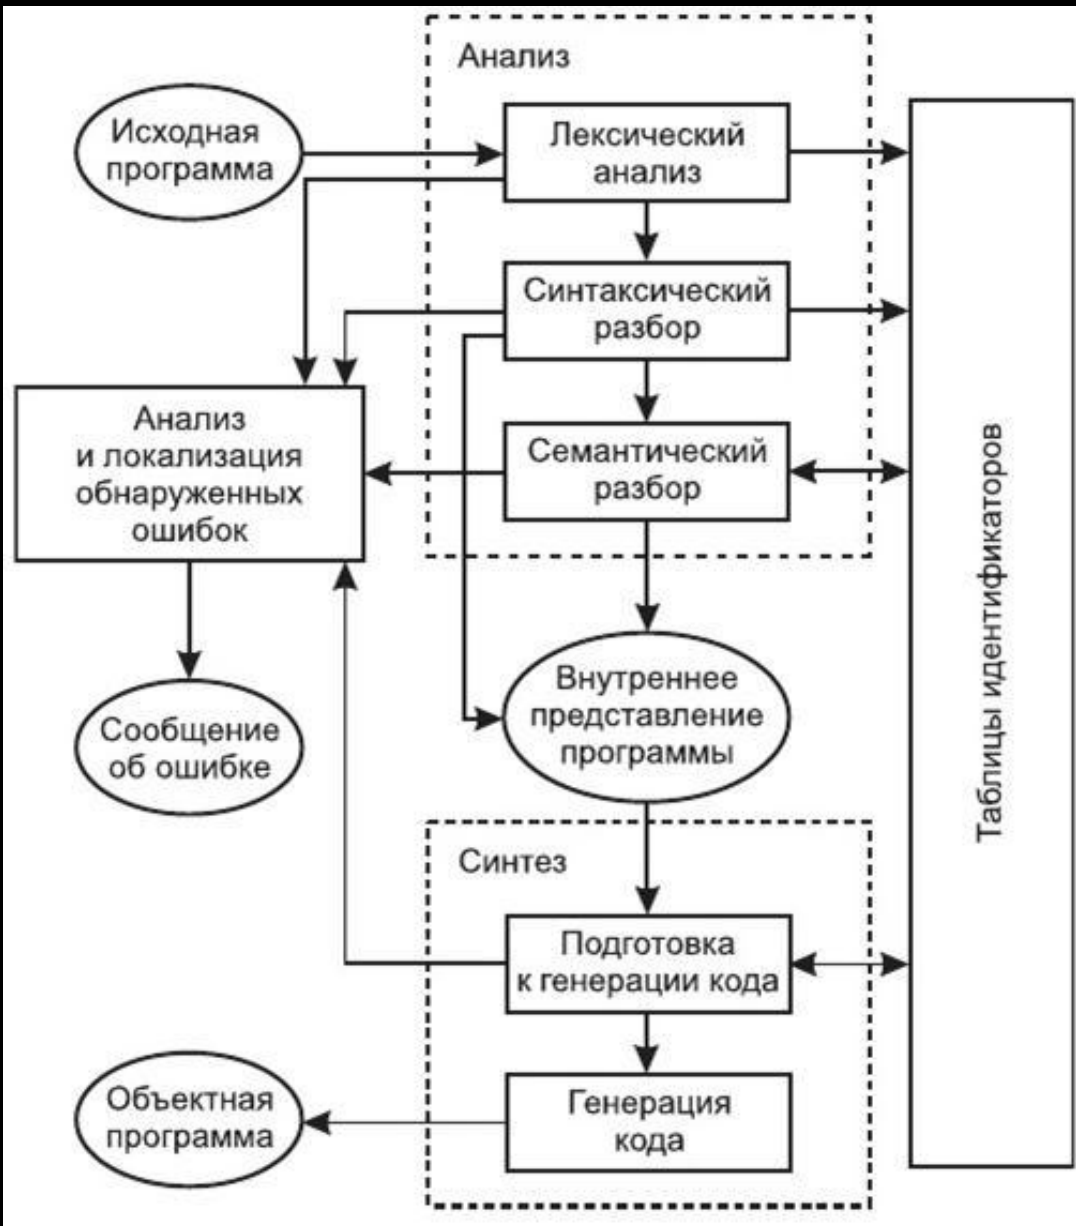 Анализ
Исходная
программа
Лексический
анализ
Синтаксический
разбор
Анализ
и локализация
обнаруженных
ошибок
Семантический
разбор
Таблицы идентификаторов
Сообщение
об ошибке
Внутреннее
представление
программы
Синтез
Подготовка
к генерации кода
Объектная
программа
Генерация
кода